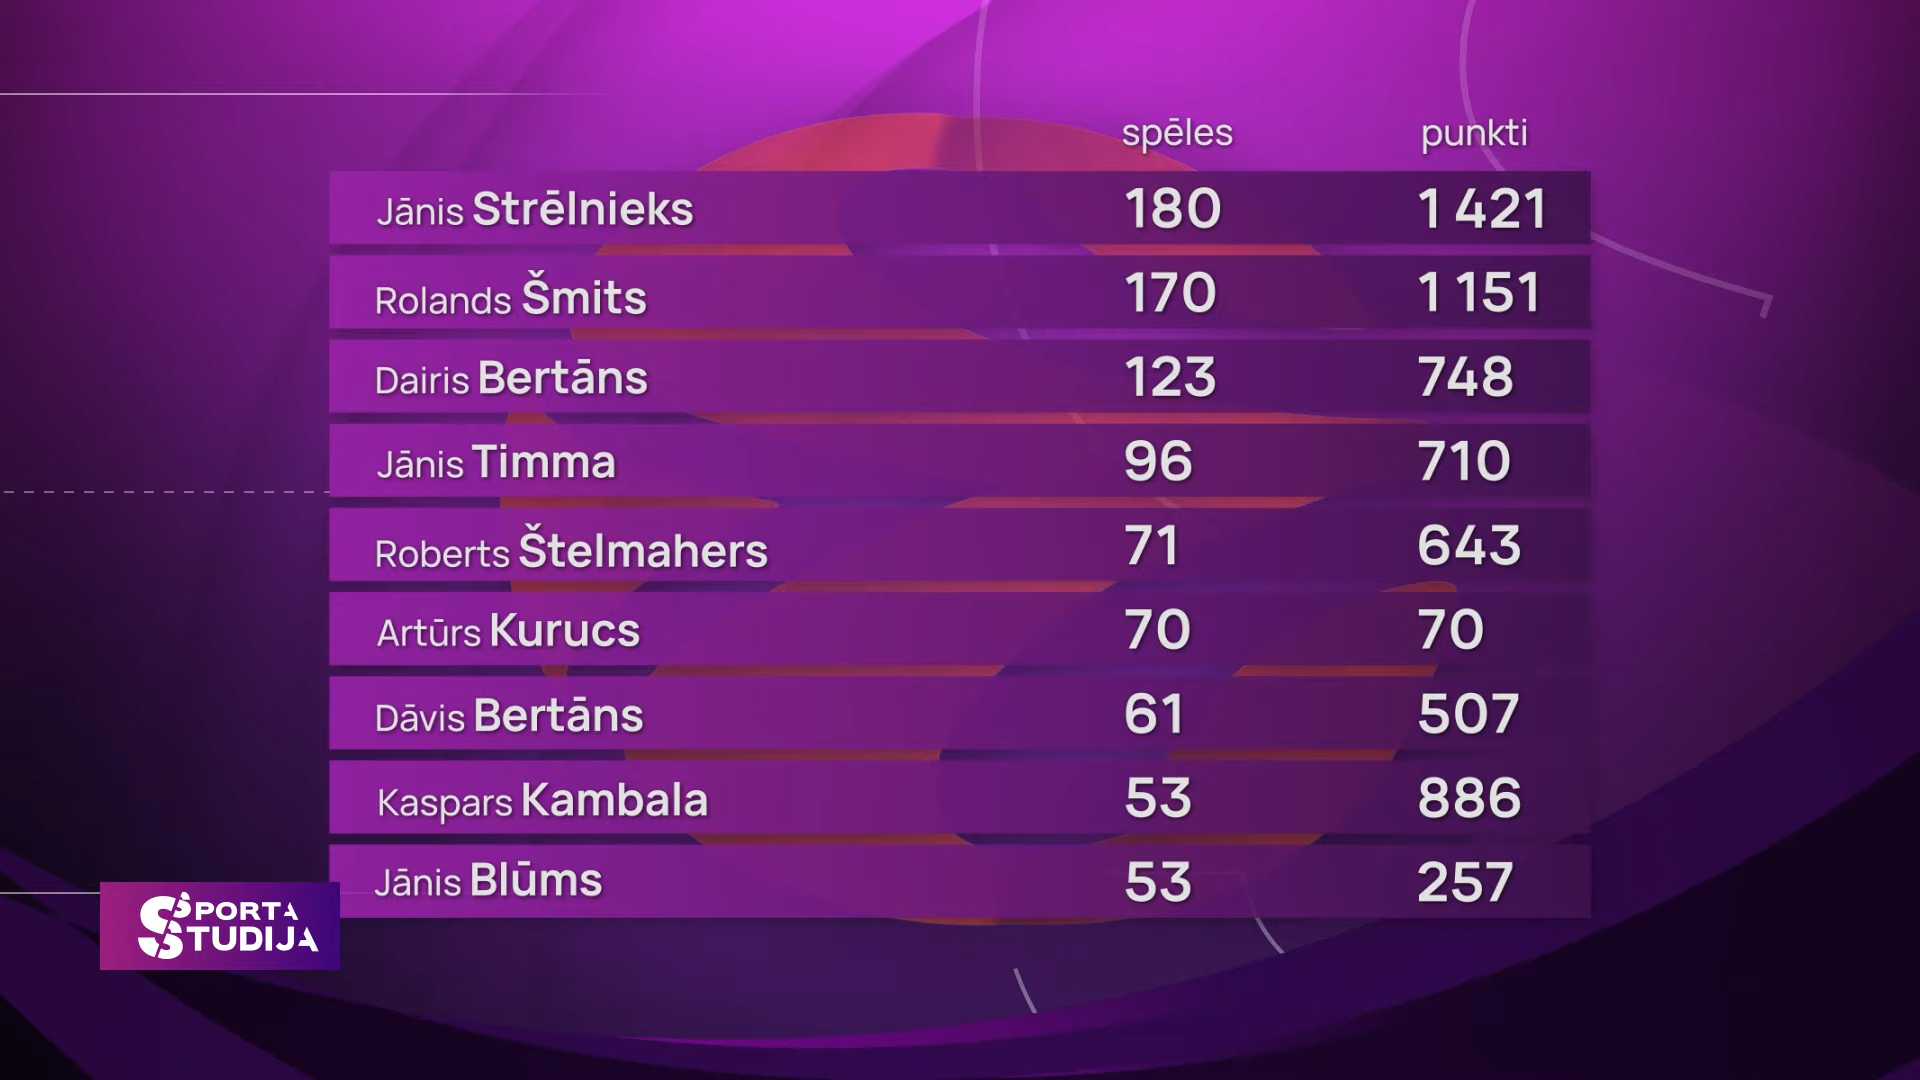 spēles punkti
Jānis Strēlnieks 180 1 421
Rolands Šmits 170 1 151
Dairis Bertāns 123 748
Jānis Timma 96 710
Roberts Štelmahers 71 643
Artūrs Kurucs 70 70
Dāvis Bertāns 61 507
Kaspars Kambala 53 886
Jānis Blūms 53 257
SPORTA
STUDIJA